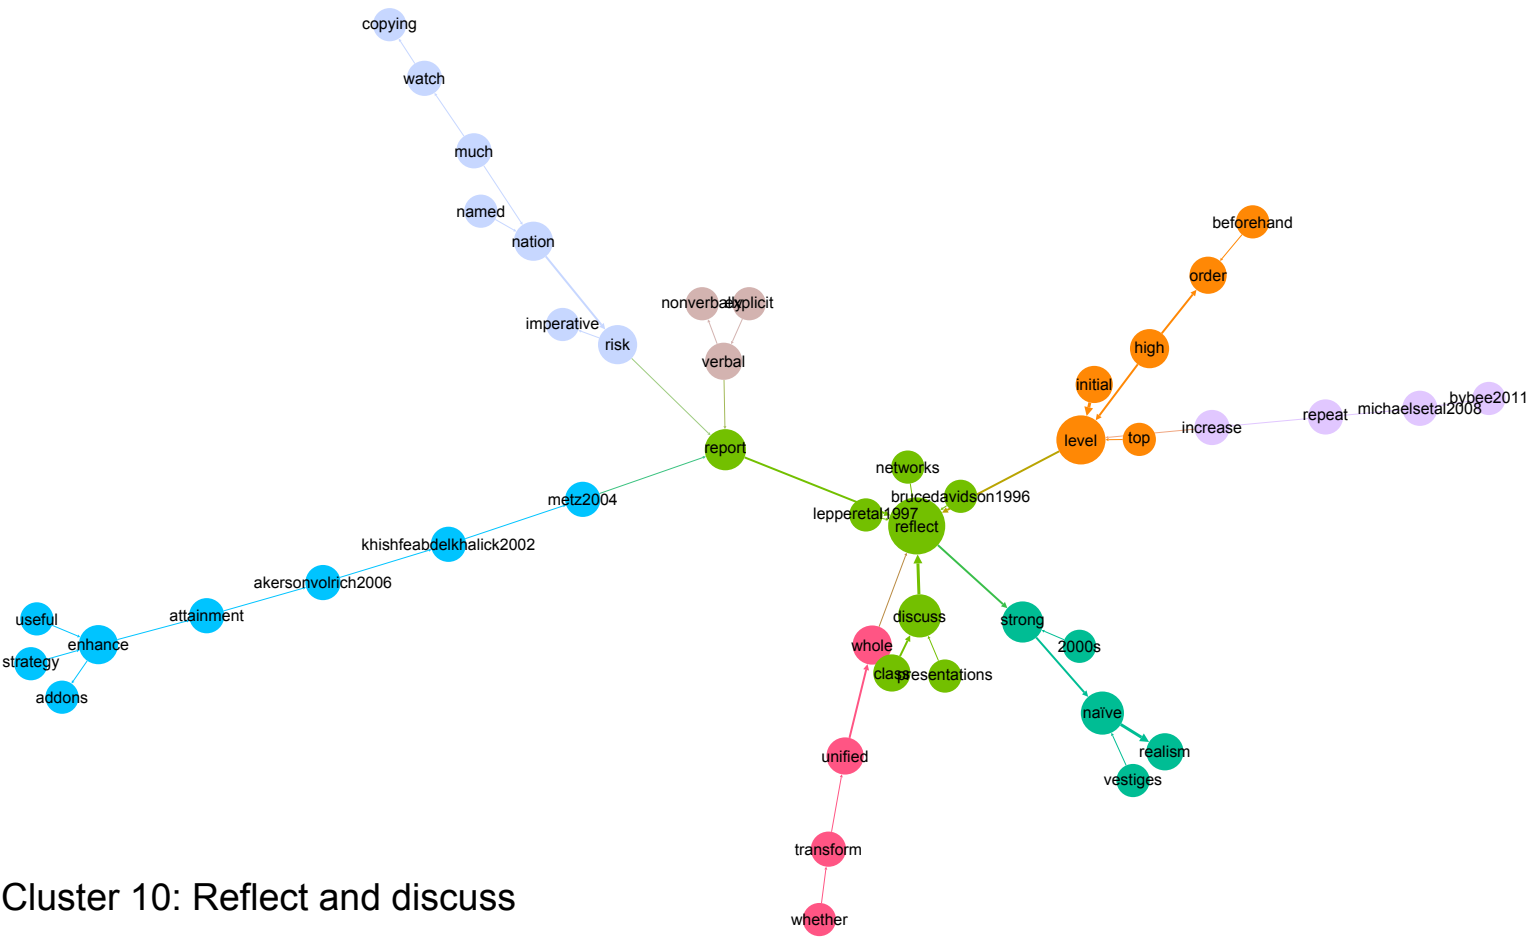 copying
watch
much
named
nation
imperative
risk
nonverbally
explicit
verbal
report
beforehand
order
high
initial
level
top
increase
repeat
michaelsetal2008
bybee2011
networks
brucedavidson1996
lepperetal1997
reflect
metz2004
khishfeabdelkhalick2002
akersonvolrich2006
attainment
useful
enhance
strategy
addons
discuss
whole
class
presentations
strong
2000s
naïve
realism
vestiges
unified
transform
whether
Cluster 10: Reflect and discuss